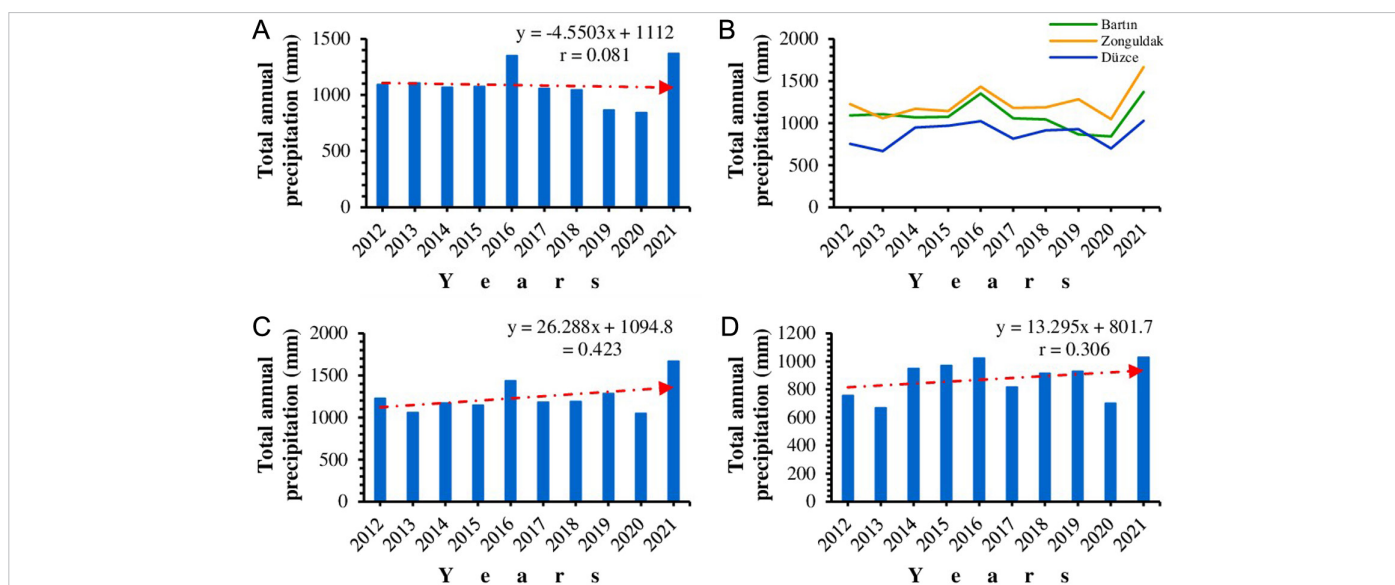 A
y = -4.5503x + 1112
r = 0.081
Total annual
precipitation (mm)
1500
1000
500
0
2012
2013
2014
2015
2016
2017
2018
2019
2020
2021
Y e a r s
B
Bartın
Zonguldak
Düzce
Total annual
precipitation (mm)
2000
1500
1000
500
0
2012
2013
2014
2015
2016
2017
2018
2019
2020
2021
Y e a r s
C
y = 26.288x + 1094.8
= 0.423
Total annual
precipitation (mm)
2000
1500
1000
500
0
2012
2013
2014
2015
2016
2017
2018
2019
2020
2021
Y e a r s
D
y = 13.295x + 801.7
r = 0.306
Total annual
precipitation (mm)
1200
1000
800
600
400
200
0
2012
2013
2014
2015
2016
2017
2018
2019
2020
2021
Y e a r s